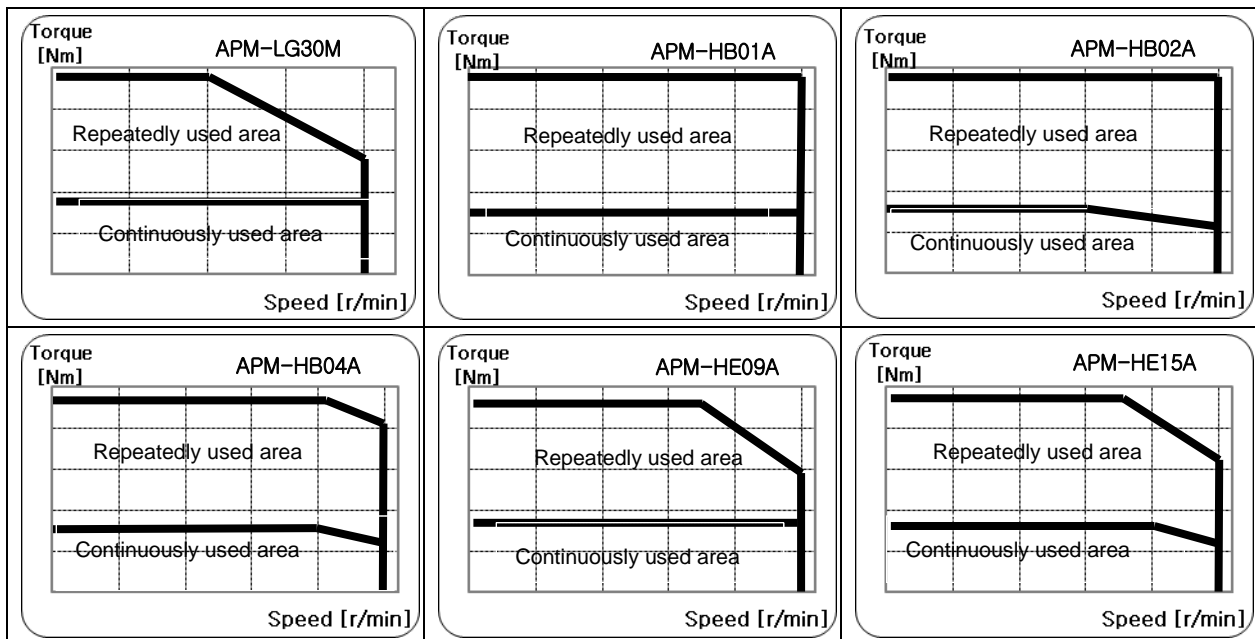 Torque
[Nm]
APM-LG30M
Repeatedly used area
Continuously used area
Speed [r/min]
Torque
[Nm]
APM-HB01A
Repeatedly used area
Continuously used area
Speed [r/min]
Torque
[Nm]
APM-HB02A
Repeatedly used area
Continuously used area
Speed [r/min]
Torque
[Nm]
APM-HB04A
Repeatedly used area
Continuously used area
Speed [r/min]
Torque
[Nm]
APM-HE09A
Repeatedly used area
Continuously used area
Speed [r/min]
Torque
[Nm]
APM-HE15A
Repeatedly used area
Continuously used area
Speed [r/min]